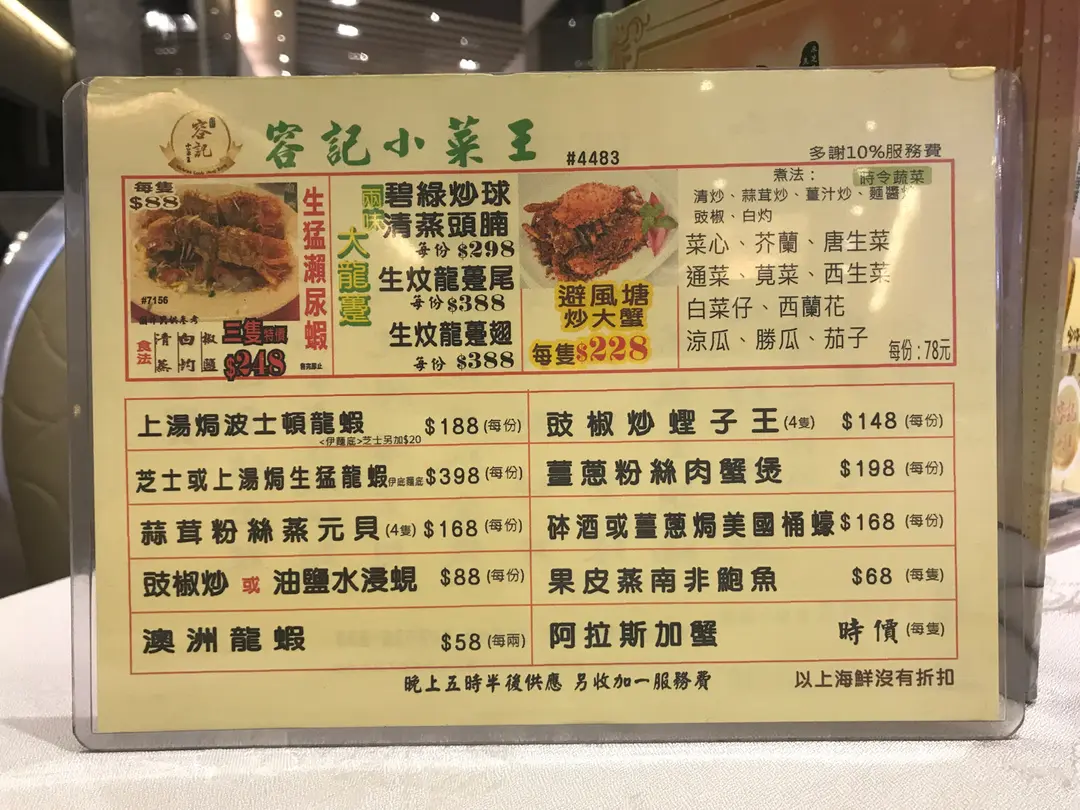 容記
容記小菜王
#4483
多謝10%服務費
每隻
$88
#7156
食法
清蒸
白灼
椒鹽
三隻特價
$248
生猛瀨尿蝦
售完即止
兩味
大龍躉
碧綠炒球
清蒸頭腩
每份 $298
生炆龍躉尾
每份 $388
生炆龍躉翅
每份 $388
避風塘
炒大蟹
每隻$228
煮法: 時令蔬菜
清炒、蒜茸炒、薑汁炒、麵醬炒
豉椒、白灼
菜心、芥蘭、唐生菜
通菜、莧菜、西生菜
白菜仔、西蘭花
涼瓜、勝瓜、茄子
每份:78元
上湯焗波士頓龍蝦 $188 (每份)
<伊麵底>芝士另加$20
芝士或上湯焗生猛龍蝦伊底麵底 $398 (每份)
蒜茸粉絲蒸元貝 (4隻) $168 (每份)
豉椒炒 或 油鹽水浸蜆 $88 (每份)
澳洲龍蝦 $58 (每兩)
豉椒炒蟶子王 (4隻) $148 (每份)
薑蔥粉絲肉蟹煲 $198 (每份)
砵酒或薑蔥焗美國桶蠔 $168 (每份)
果皮蒸南非鮑魚 $68 (每隻)
阿拉斯加蟹 時價 (每隻)
晚上五時半後供應 另收加一服務費
以上海鮮沒有折扣